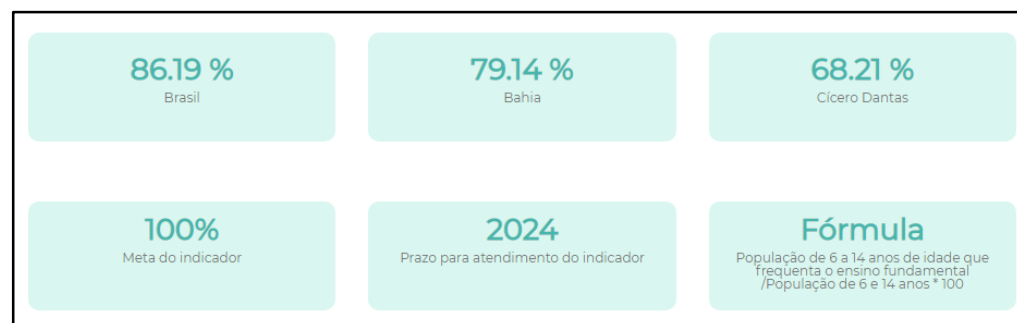 86.19 %
Brasil
79.14 %
Bahia
68.21 %
Cícero Dantas
100%
Meta do indicador
2024
Prazo para atendimento do indicador
Fórmula
População de 6 a 14 anos de idade que
frequenta o ensino fundamental
/População de 6 e 14 anos * 100